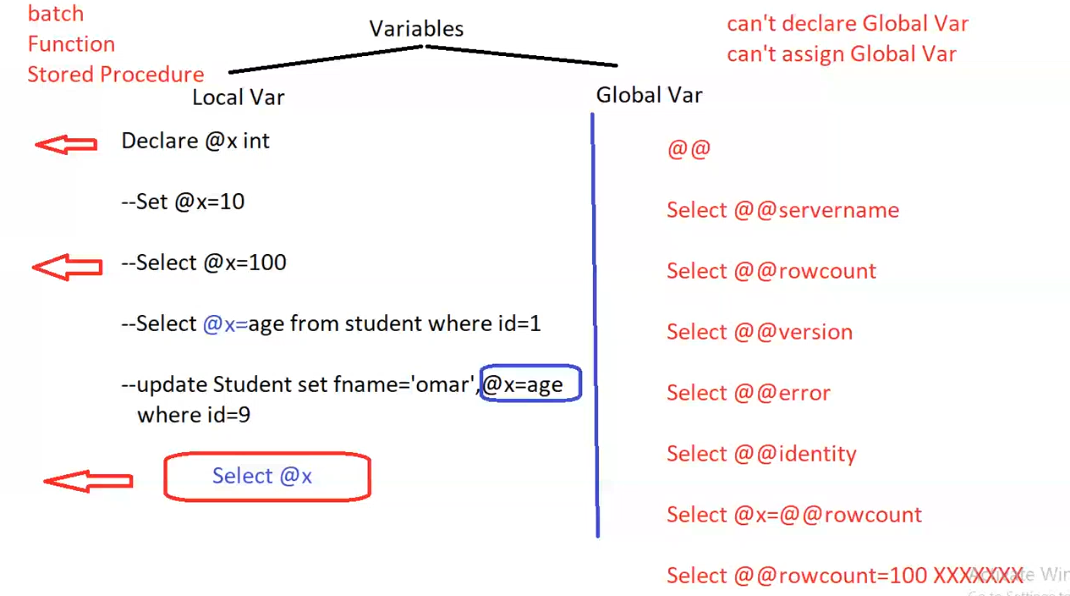 batch
Function
Stored Procedure
Variables
can't declare Global Var
can't assign Global Var
Local Var
Declare @x int
--Set @x=10
--Select @x=100
--Select @x=age from student where id=1
--update Student set fname='omar',@x=age
where id=9
Select @x
Global Var
@@
Select @@servername
Select @@rowcount
Select @@version
Select @@error
Select @@identity
Select @x=@@rowcount
Select @@rowcount=100 XXXXXXX